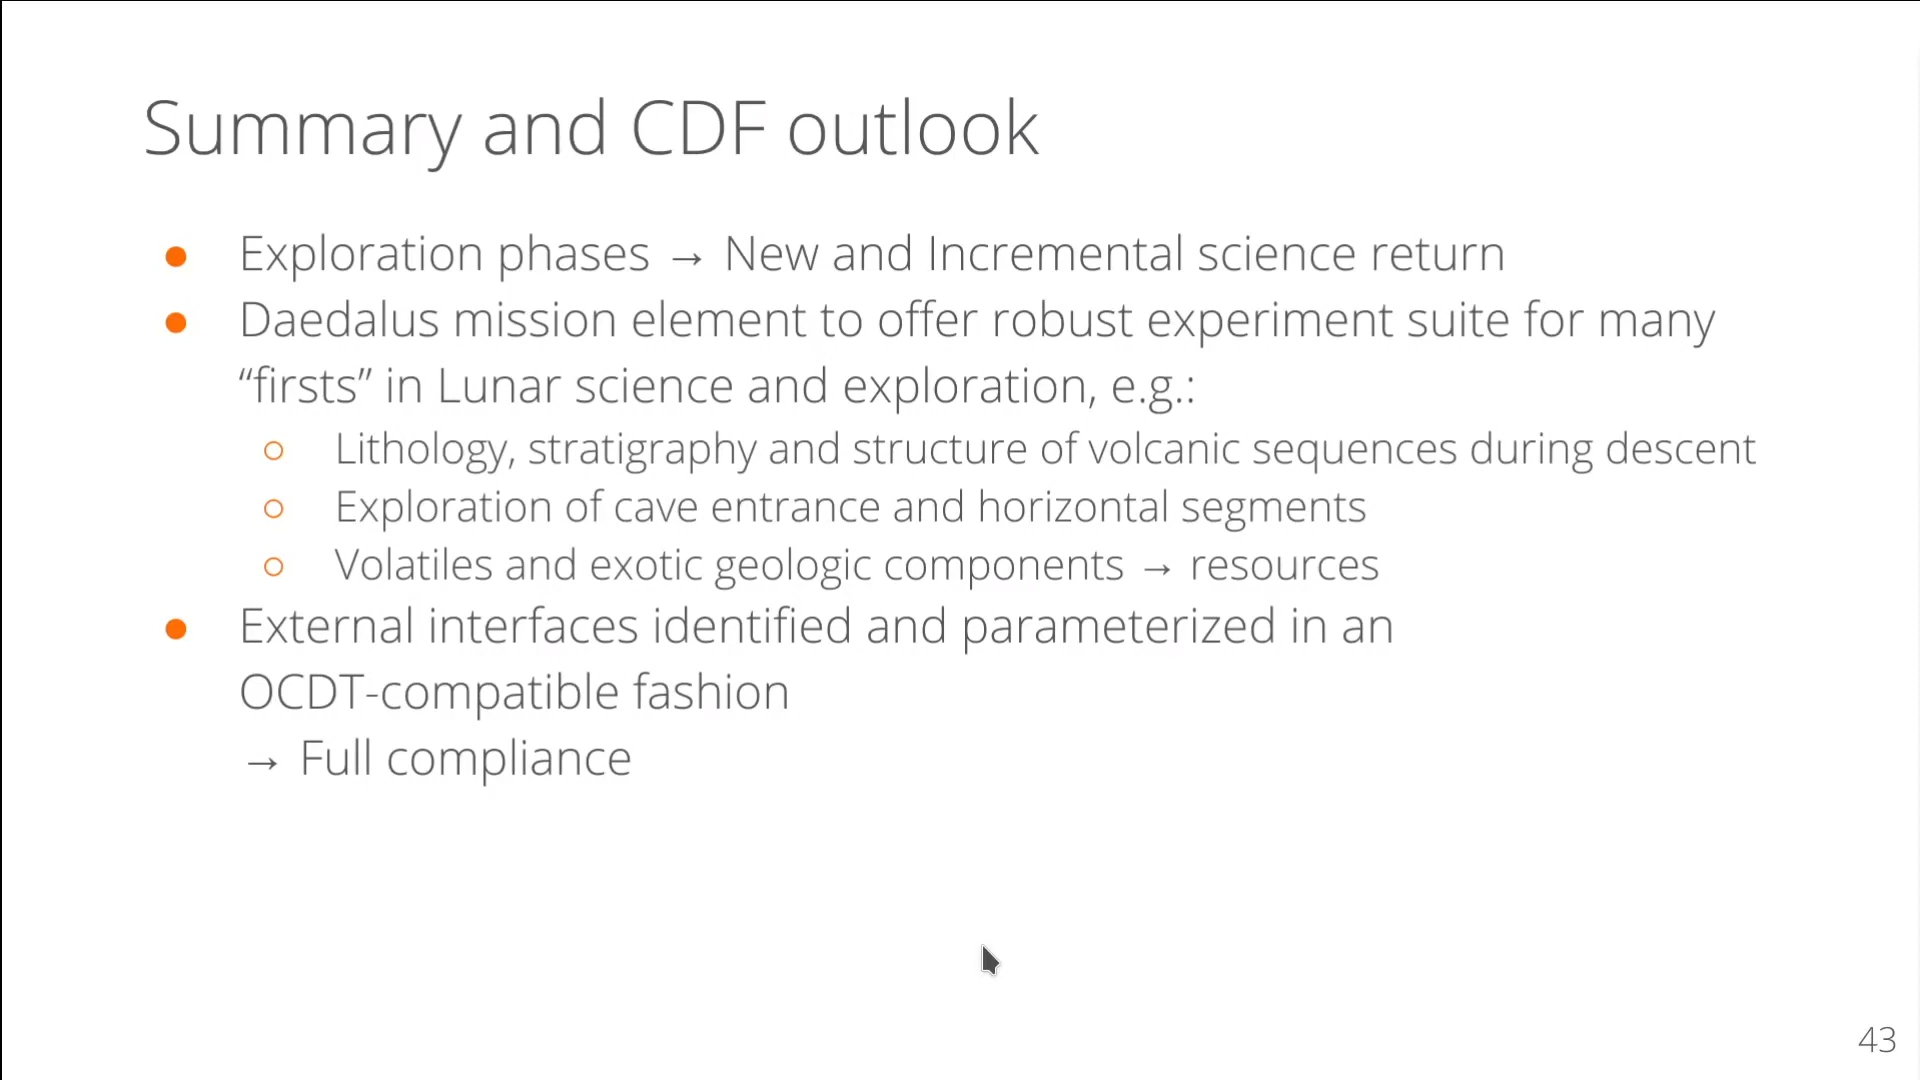 Summary and CDF outlook
● Exploration phases → New and Incremental science return
● Daedalus mission element to offer robust experiment suite for many
“firsts” in Lunar science and exploration, e.g.:
○ Lithology, stratigraphy and structure of volcanic sequences during descent
○ Exploration of cave entrance and horizontal segments
○ Volatiles and exotic geologic components → resources
● External interfaces identified and parameterized in an
OCDT-compatible fashion
→ Full compliance
43